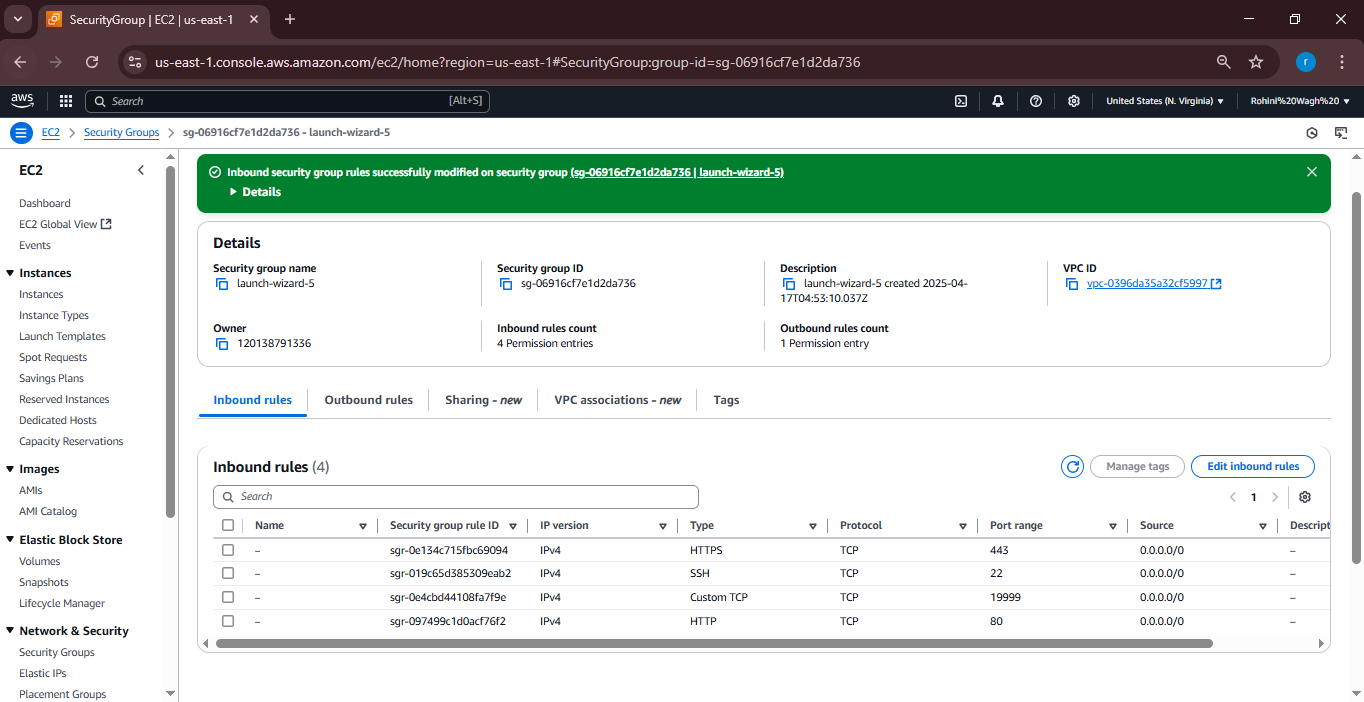 SecurityGroup | EC2 | us-east-1
us-east-1.console.aws.amazon.com/ec2/home?region=us-east-1#SecurityGroup:group-id=sg-06916cf7e1d2da736
r
aws
Search [Alt+S]
United States (N. Virginia)
Rohini%20Wagh%20
EC2 > Security Groups > sg-06916cf7e1d2da736 - launch-wizard-5
EC2
Dashboard
EC2 Global View
Events
Instances
Instances
Instance Types
Launch Templates
Spot Requests
Savings Plans
Reserved Instances
Dedicated Hosts
Capacity Reservations
Images
AMIs
AMI Catalog
Elastic Block Store
Volumes
Snapshots
Lifecycle Manager
Network & Security
Security Groups
Elastic IPs
Placement Groups
Inbound security group rules successfully modified on security group (sg-06916cf7e1d2da736 | launch-wizard-5)
Details
Details
Security group name
launch-wizard-5
Security group ID
sg-06916cf7e1d2da736
Description
launch-wizard-5 created 2025-04-
17T04:53:10.037Z
VPC ID
vpc-0396da35a32cf5997
Owner
120138791336
Inbound rules count
4 Permission entries
Outbound rules count
1 Permission entry
Inbound rules Outbound rules Sharing - new VPC associations - new Tags
Inbound rules (4)
Manage tags Edit inbound rules
Search
1
Name Security group rule ID IP version Type Protocol Port range Source Descript
– sgr-0e134c715fbc69094 IPv4 HTTPS TCP 443 0.0.0.0/0 –
– sgr-019c65d385309eab2 IPv4 SSH TCP 22 0.0.0.0/0 –
– sgr-0e4cbd44108fa7f9e IPv4 Custom TCP TCP 19999 0.0.0.0/0 –
– sgr-097499c1d0acf76f2 IPv4 HTTP TCP 80 0.0.0.0/0 –